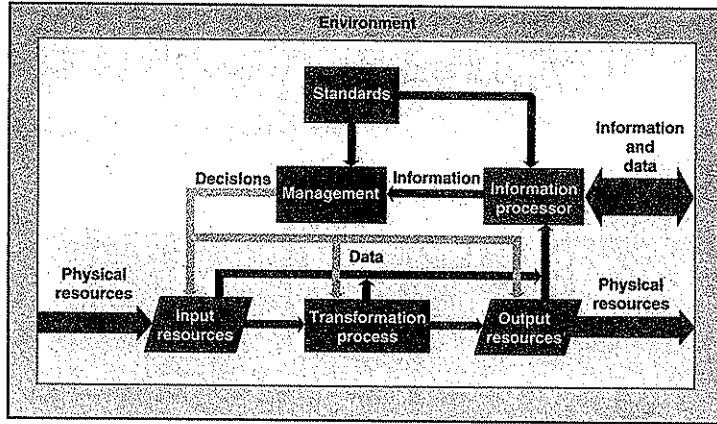 Environment
Standards
Information
and
data
Decisions
Management
Information
Information
processor
Data
Physical
resources
Physical
resources
Input
resources
Transformation
process
Output
resources